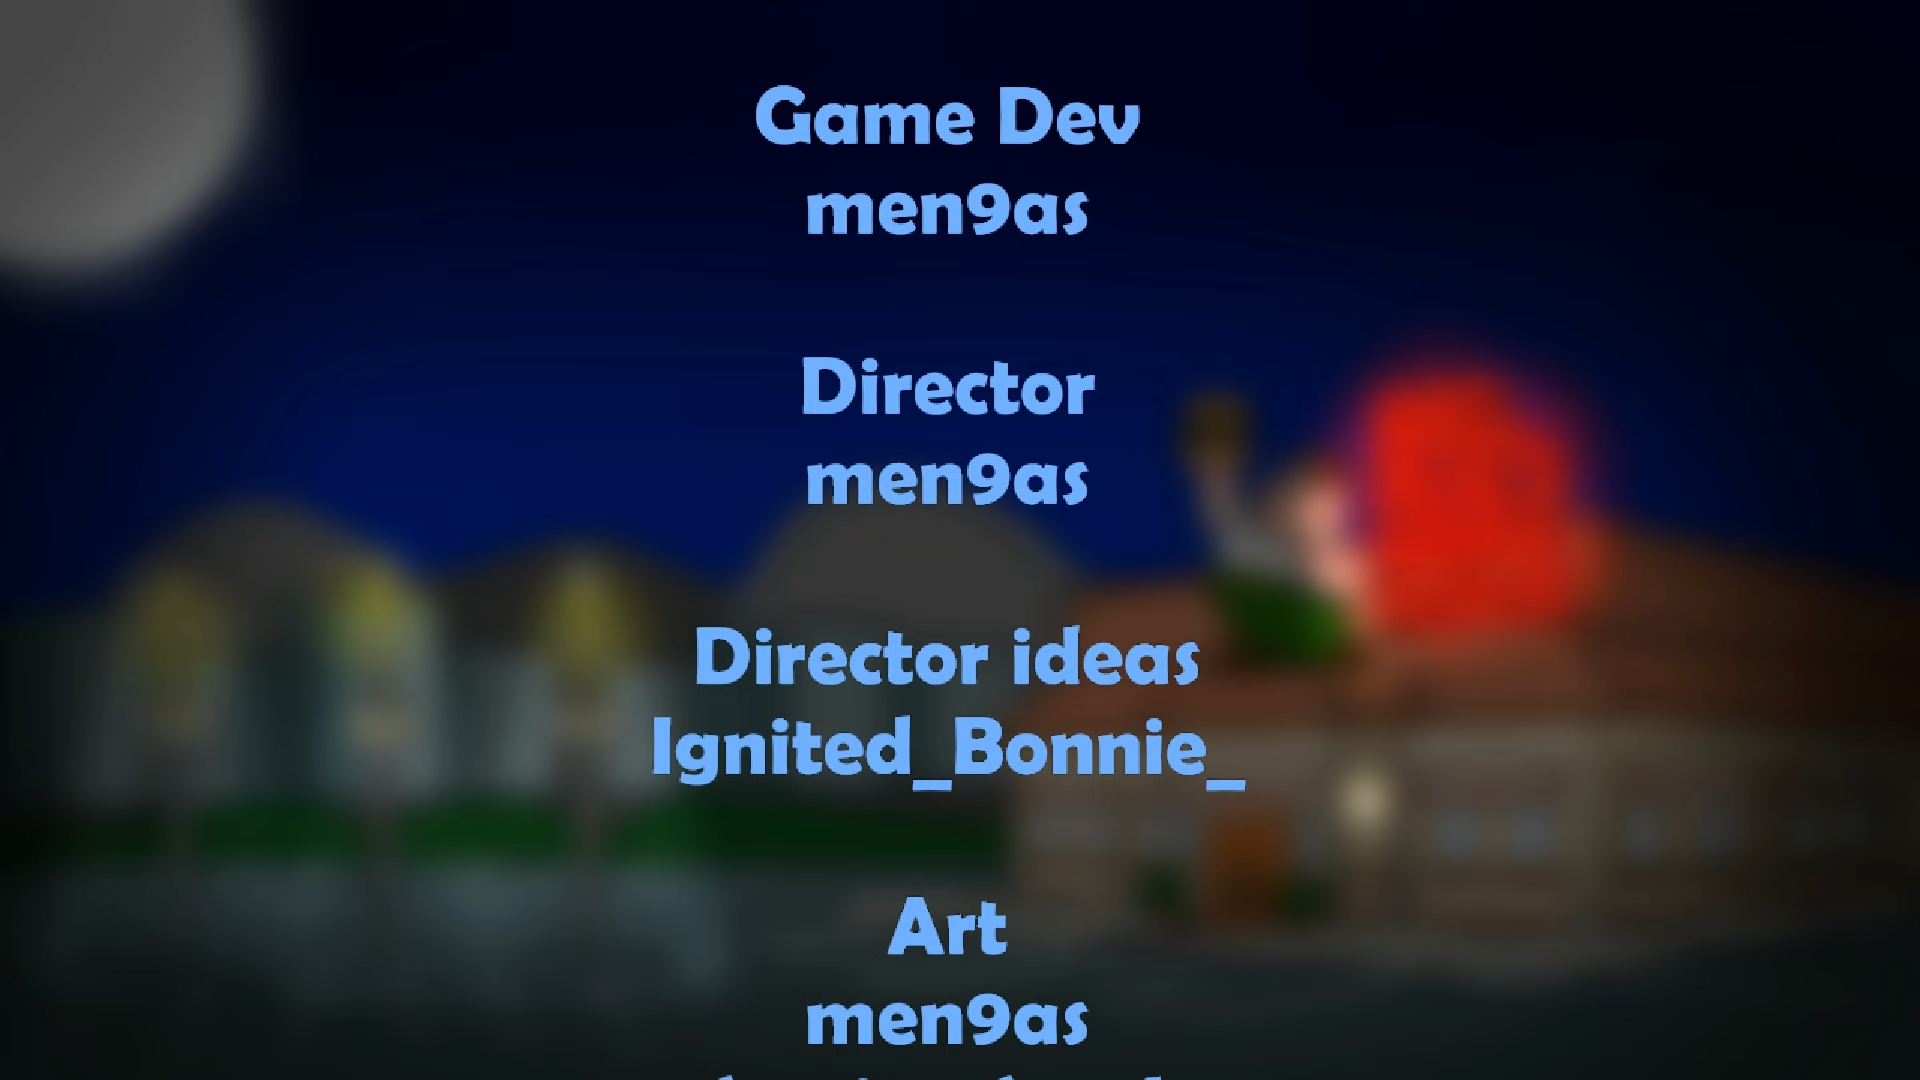 Game Dev
men9as
Director
men9as
Director ideas
Ignited_Bonnie_
Art
men9as